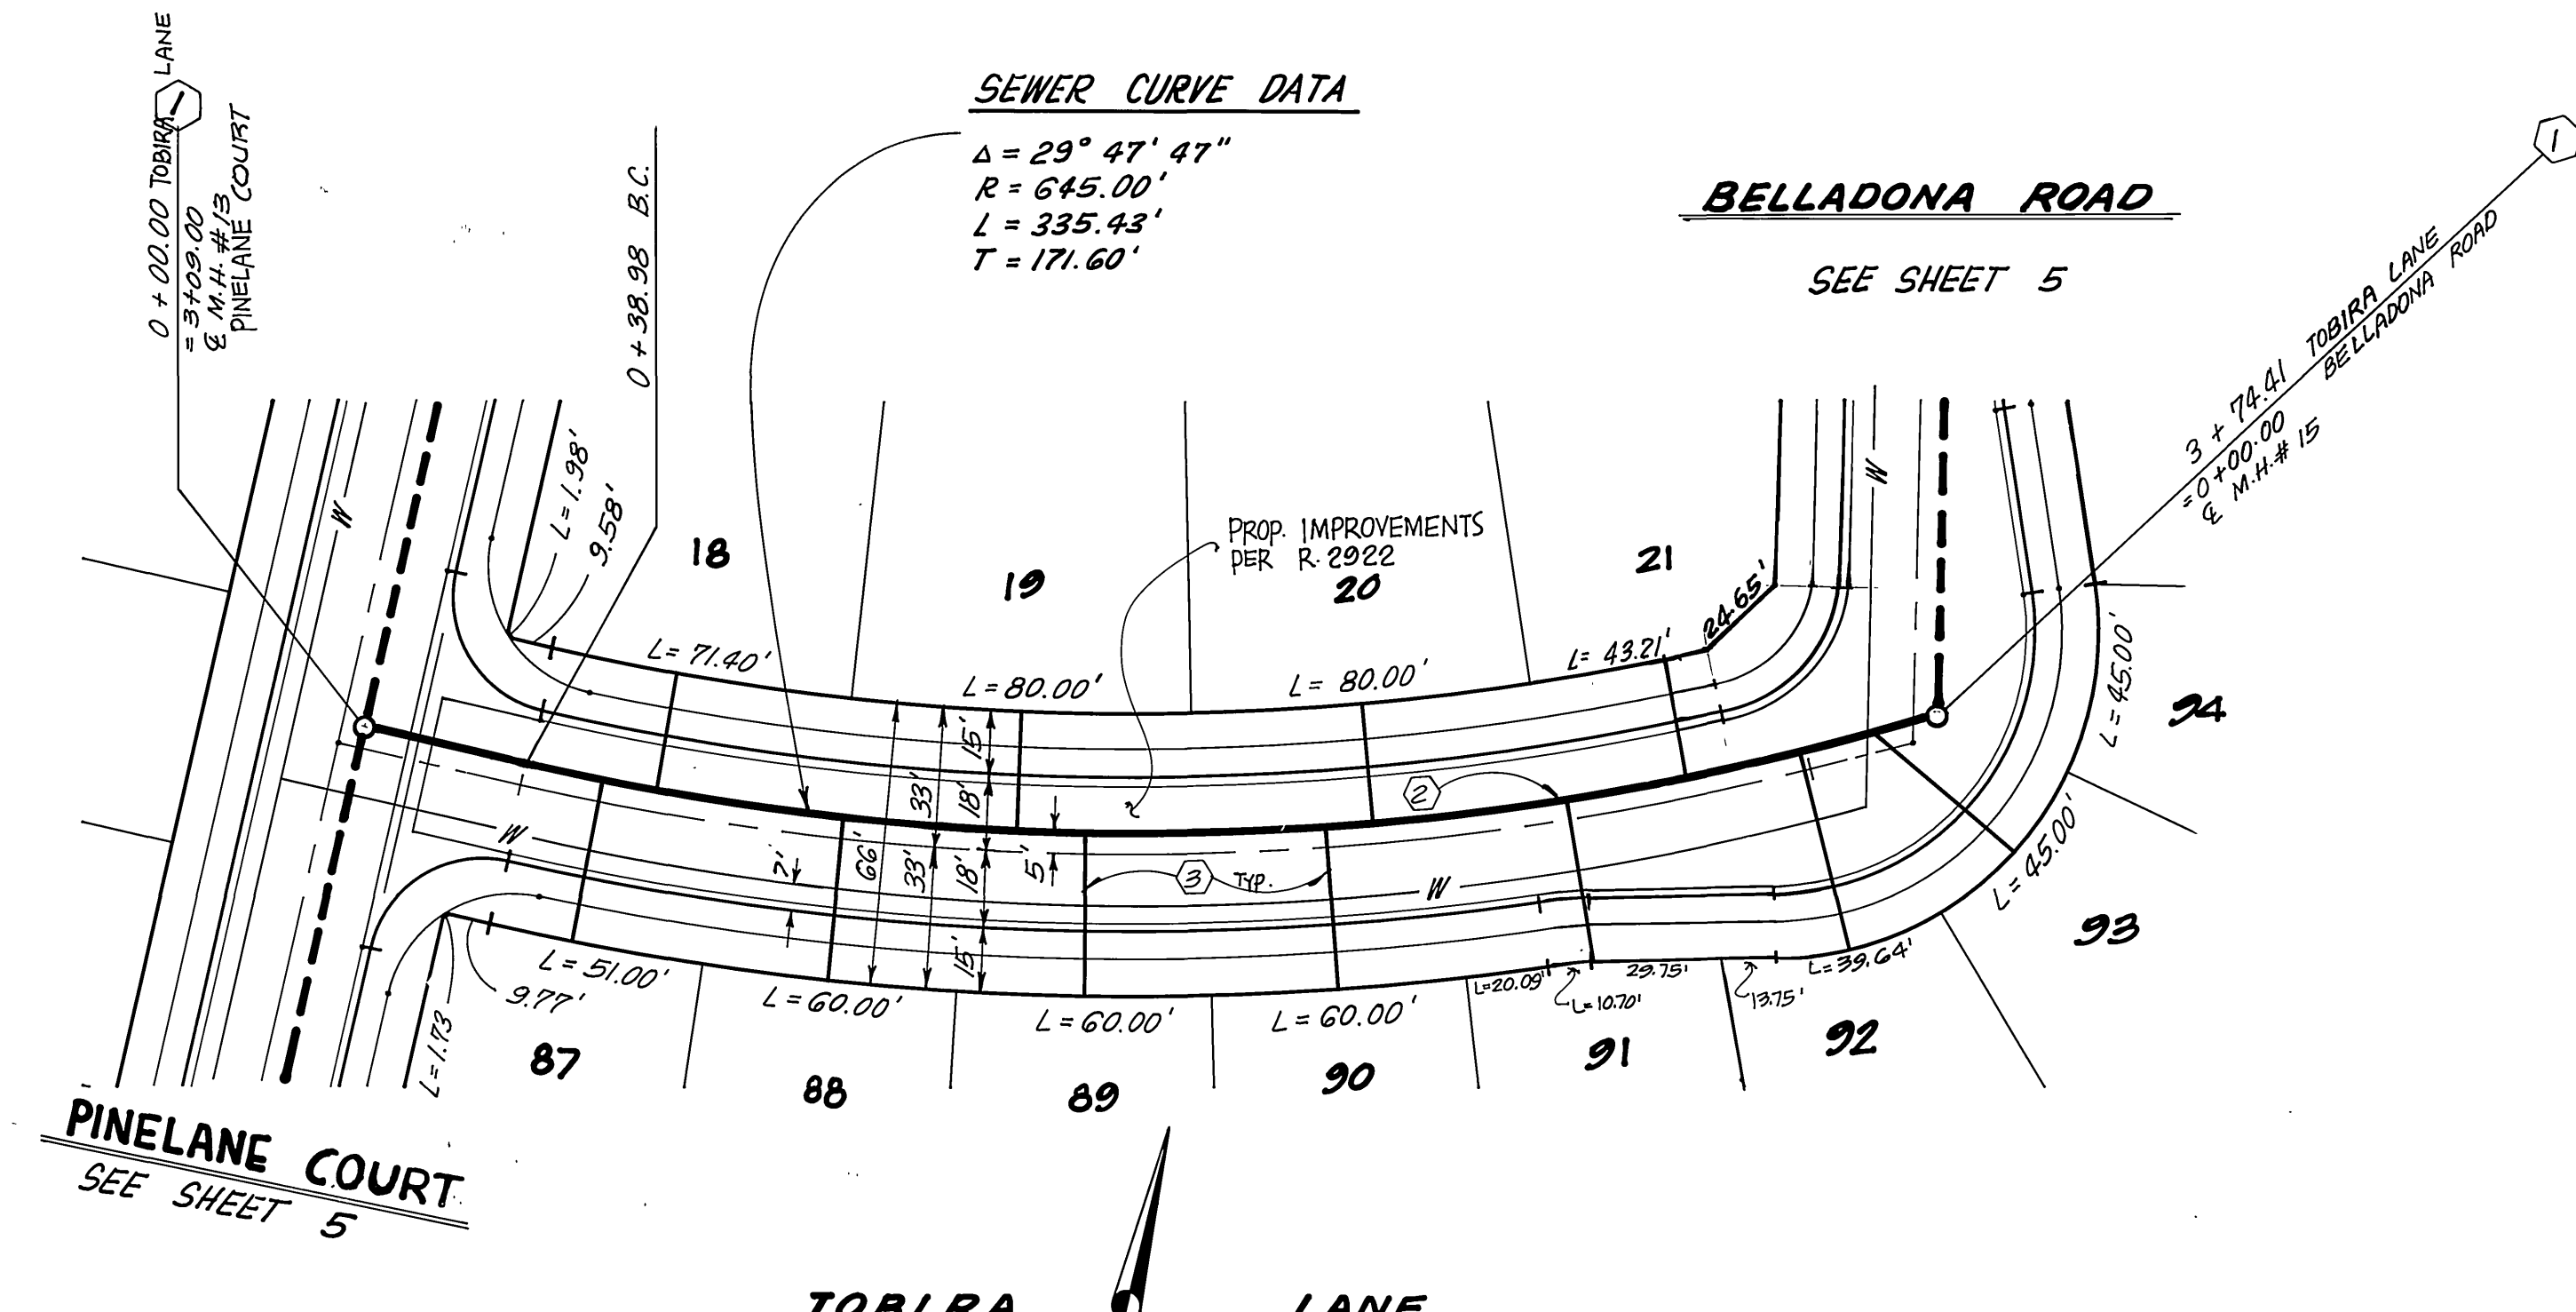 0 + 00.00 TOBIRA LANE
= 3+09.00
℄ M.H. # 13
PINELANE COURT
1
0 + 38.98 B.C.
SEWER CURVE DATA
Δ = 29° 47' 47"
R = 645.00'
L = 335.43'
T = 171.60'
BELLADONA ROAD
SEE SHEET 5
1
3 + 74.41 TOBIRA LANE
= 0+00.00 BELLADONA ROAD
℄ M.H.# 15
W
L=1.98'
9.58'
18
19
PROP. IMPROVEMENTS
PER R.2922
20
21
24.65'
W
L= 71.40'
L= 80.00'
L= 80.00'
L= 43.21'
L=45.00'
94
15'
33'
18'
2
W
7'
66'
33'
18'
5'
3
TYP.
W
15'
L=45.00'
93
L= 51.00'
9.77'
L=1.73
L= 60.00'
L=60.00'
L= 60.00'
L=20.09'
L=10.70'
29.75'
13.75'
L=39.64'
87
88
89
90
91
92
PINELANE COURT
SEE SHEET 5
TOBIRA LANE